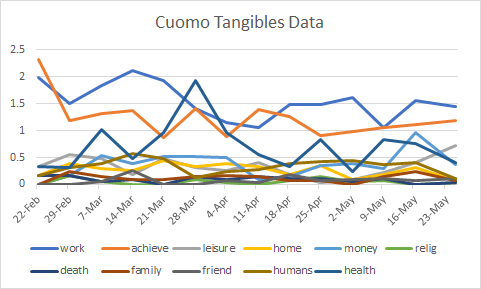 Cuomo Tangibles Data
2.5
2
1.5
1
0.5
0
22-Feb 29-Feb 7-Mar 14-Mar 21-Mar 28-Mar 4-Apr 11-Apr 18-Apr 25-Apr 2-May 9-May 16-May 23-May
work achieve leisure home money relig
death family friend humans health